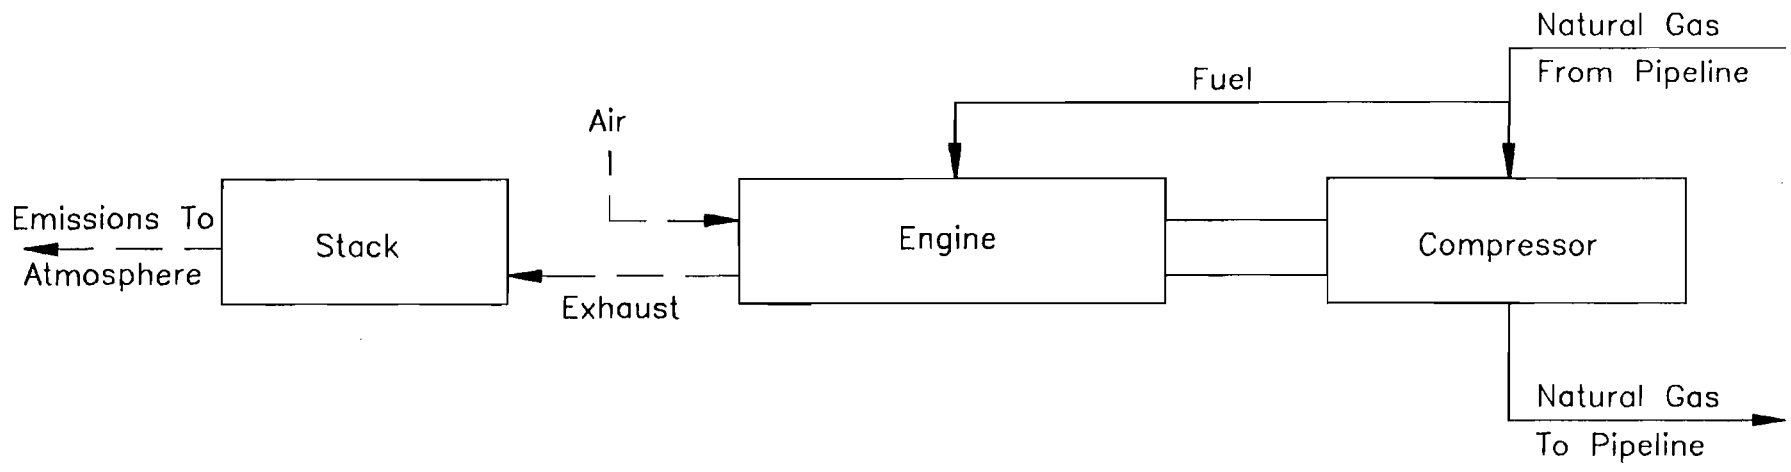 Natural Gas
From Pipeline
Fuel
Air
Emissions To
Atmosphere
Stack
Exhaust
Engine
Compressor
Natural Gas
To Pipeline